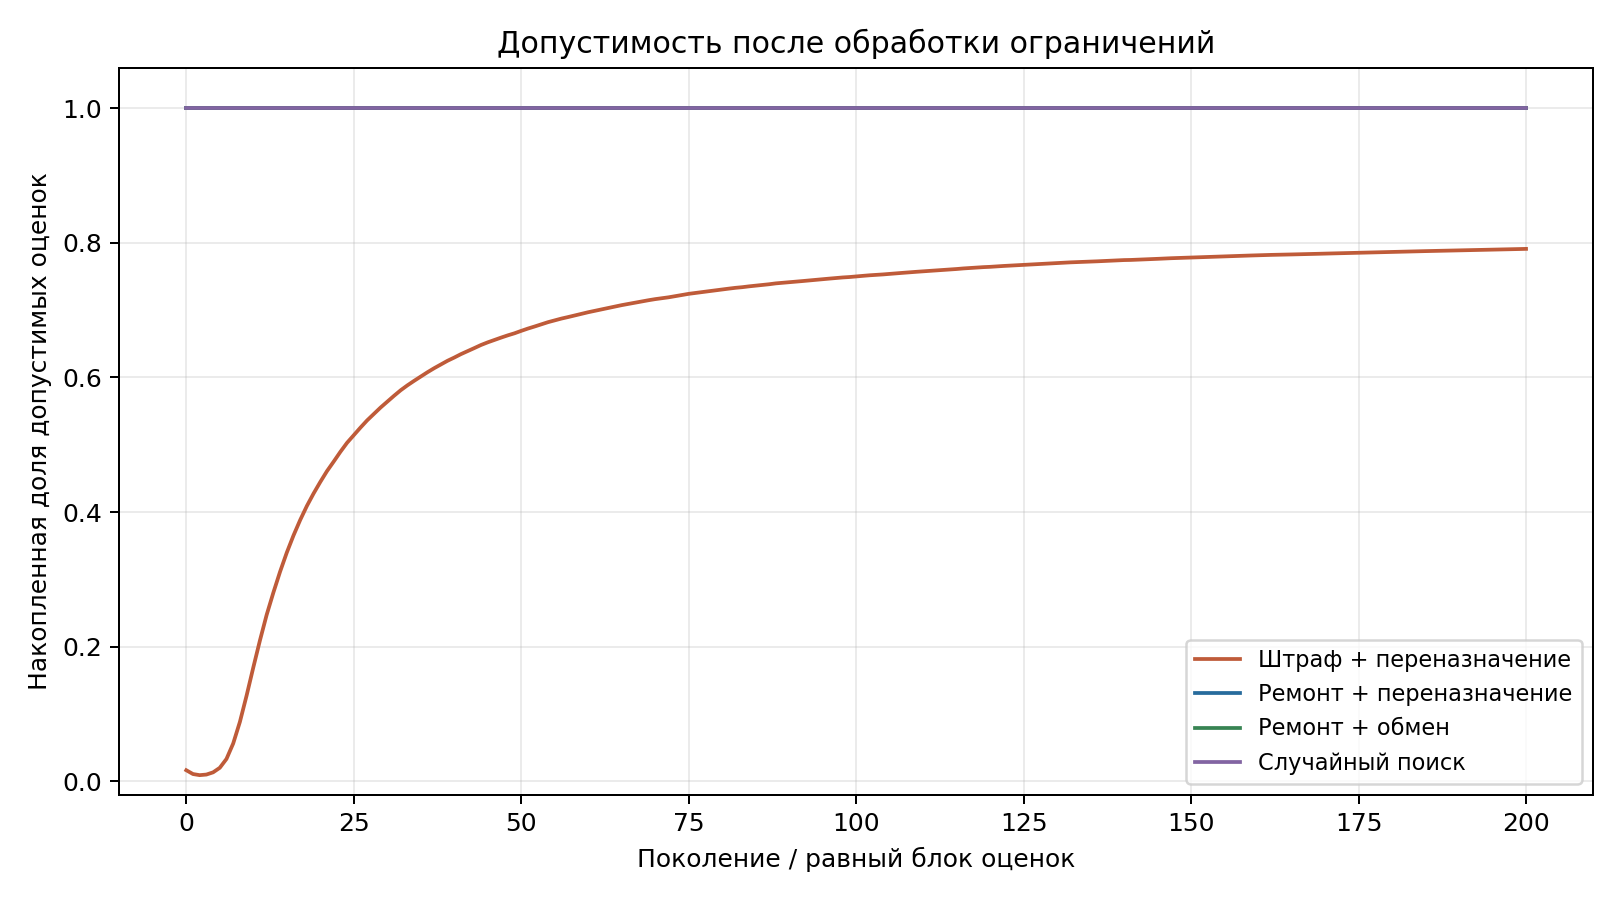 Допустимость после обработки ограничений
Накопленная доля допустимых оценок
1.0
0.8
0.6
0.4
0.2
0.0
Штраф + переназначение
Ремонт + переназначение
Ремонт + обмен
Случайный поиск
0 25 50 75 100 125 150 175 200
Поколение / равный блок оценок